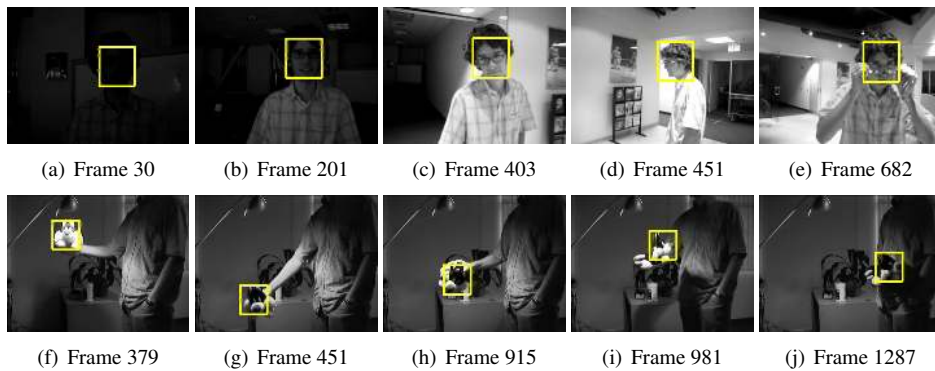 (a) Frame 30 (b) Frame 201 (c) Frame 403 (d) Frame 451 (e) Frame 682
(f) Frame 379 (g) Frame 451 (h) Frame 915 (i) Frame 981 (j) Frame 1287